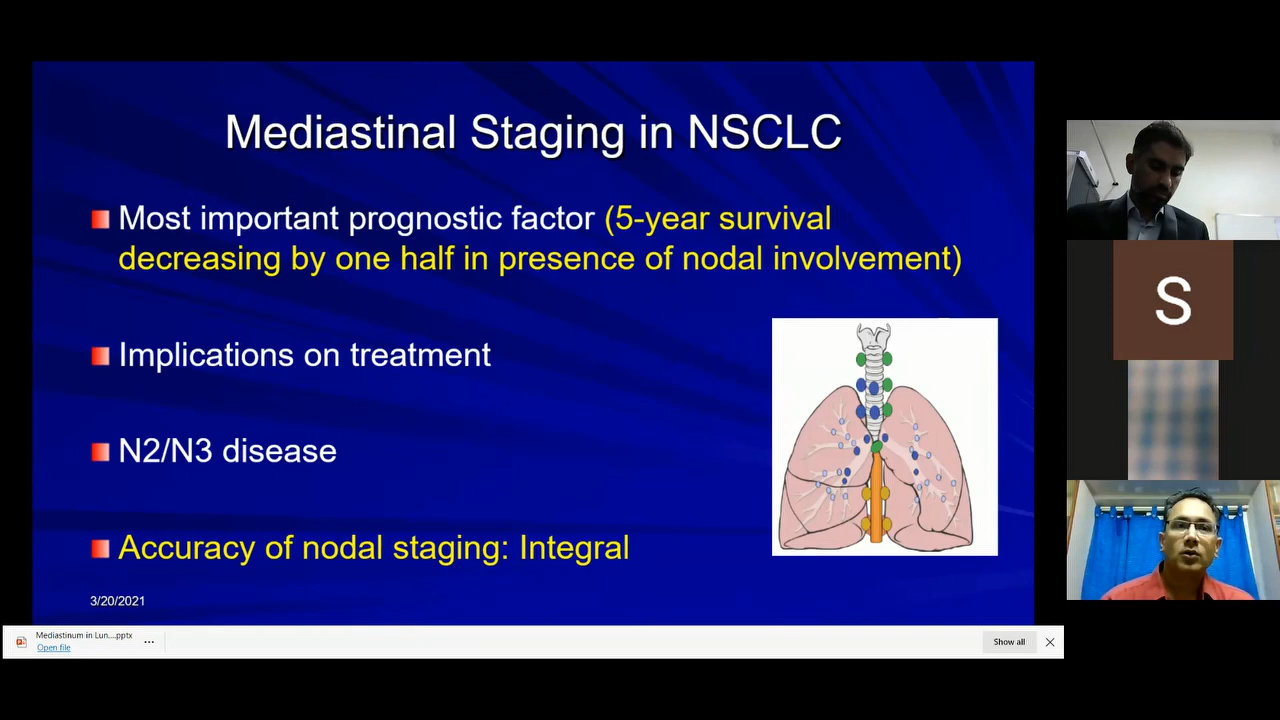 Mediastinal Staging in NSCLC
Most important prognostic factor (5-year survival
decreasing by one half in presence of nodal involvement)
Implications on treatment
N2/N3 disease
Accuracy of nodal staging: Integral
3/20/2021
Mediastinum in Lun....pptx
Open file
Show all
S